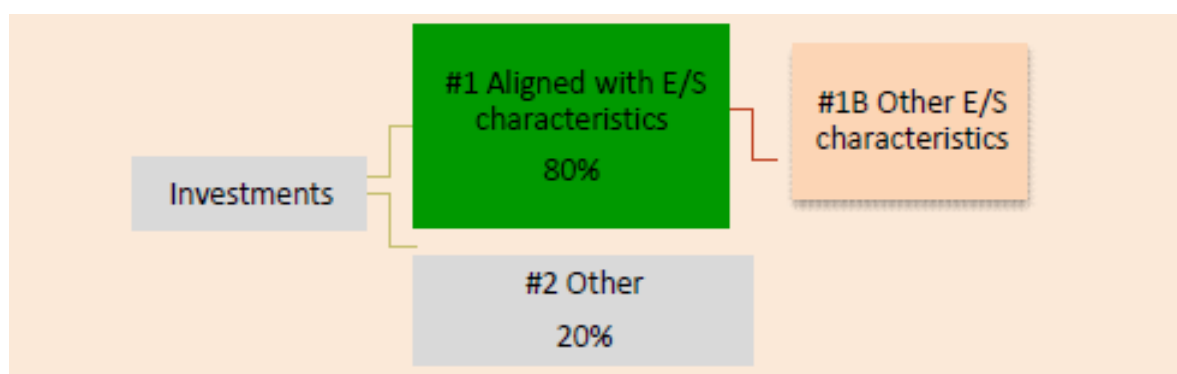 Investments
#1 Aligned with E/S
characteristics
80%
#1B Other E/S
characteristics
#2 Other
20%